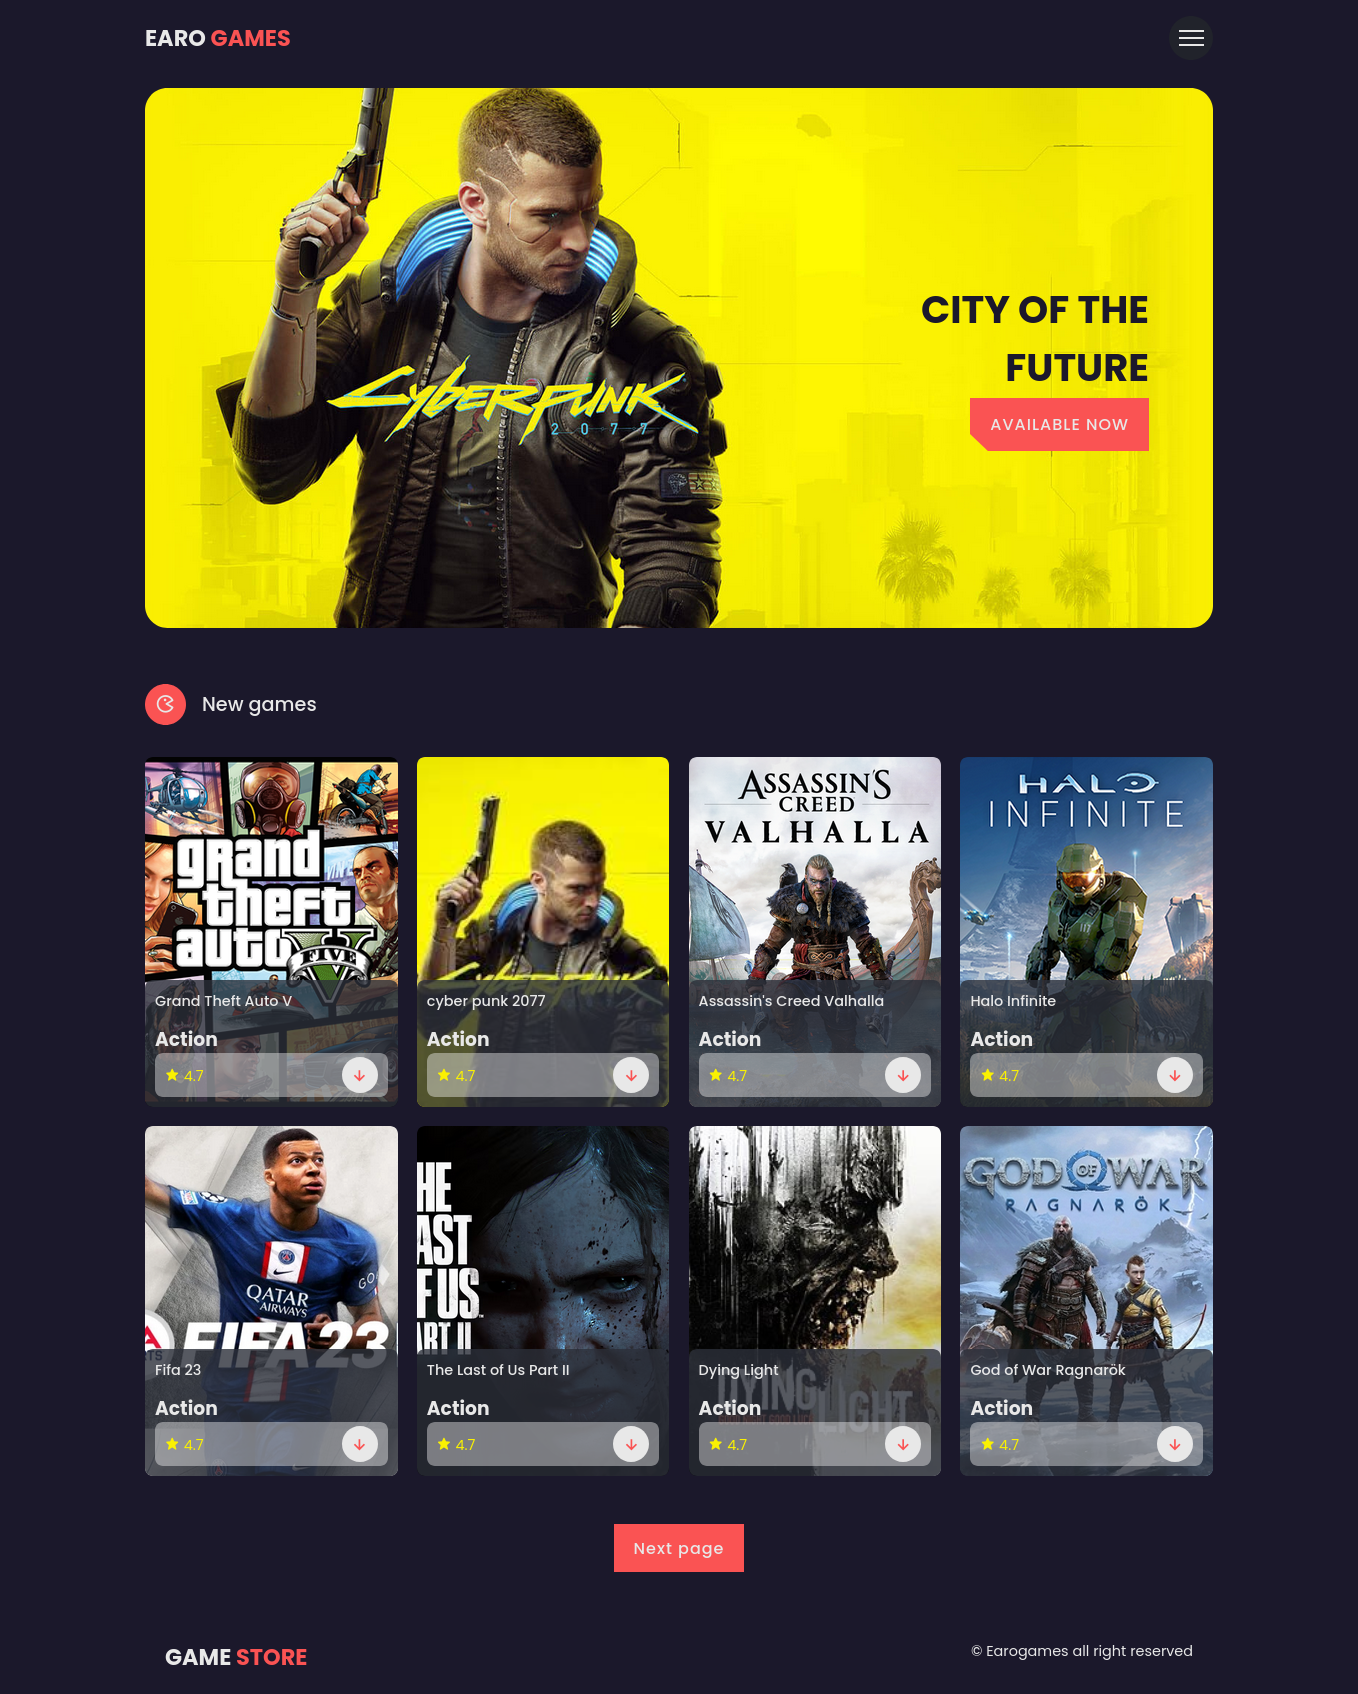 EARO GAMES
CYBERPUNK
2077
CITY OF THE
FUTURE
AVAILABLE NOW
New games
grand
theft
auto
V
FIVE
Grand Theft Auto V
Action
4.7
cyber punk 2077
Action
4.7
ASSASSIN'S
CREED
VALHALLA
Assassin's Creed Valhalla
Action
4.7
HALO
INFINITE
Halo Infinite
Action
4.7
QATAR
AIRWAYS
GO
FIFA 23
Fifa 23
Action
4.7
HE
AST
F US
ART II
The Last of Us Part II
Action
4.7
DYING
LIGHT
Dying Light
Action
4.7
GOD OF WAR
RAGNARÖK
God of War Ragnarök
Action
4.7
Next page
GAME STORE
© Earogames all right reserved